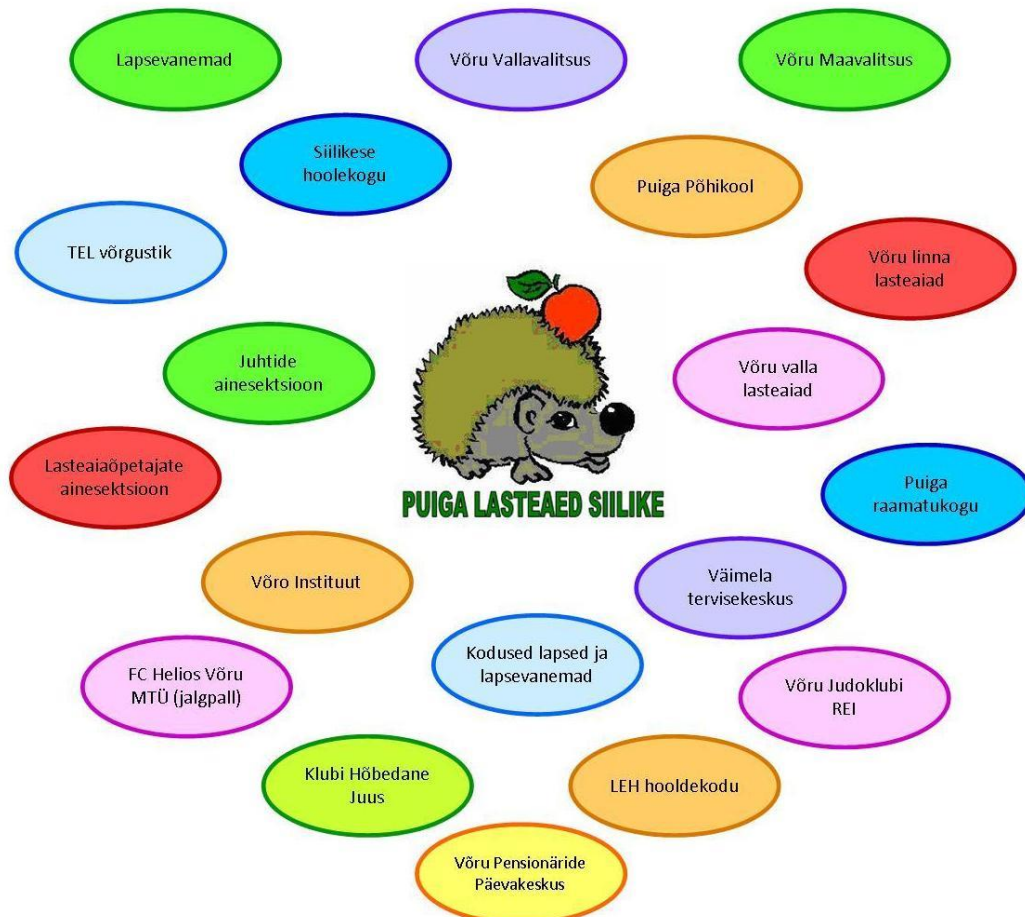 Lapsevanemad
Võru Vallavalitsus
Võru Maavalitsus
Siilikese
hoolekogu
Puiga Põhikool
TEL võrgustik
Võru linna
lasteaiad
Juhtide
ainesektsioon
Võru valla
lasteaiad
Lasteaiaõpetajate
ainesektsioon
PUIGA LASTEAED SIILIKE
Puiga
raamatukogu
Võro Instituut
Väimela
tervisekeskus
FC Helios Võru
MTÜ (jalgpall)
Kodused lapsed ja
lapsevanemad
Võru Judoklubi
REI
Klubi Hõbedane
Juus
LEH hooldekodu
Võru Pensionäride
Päevakeskus